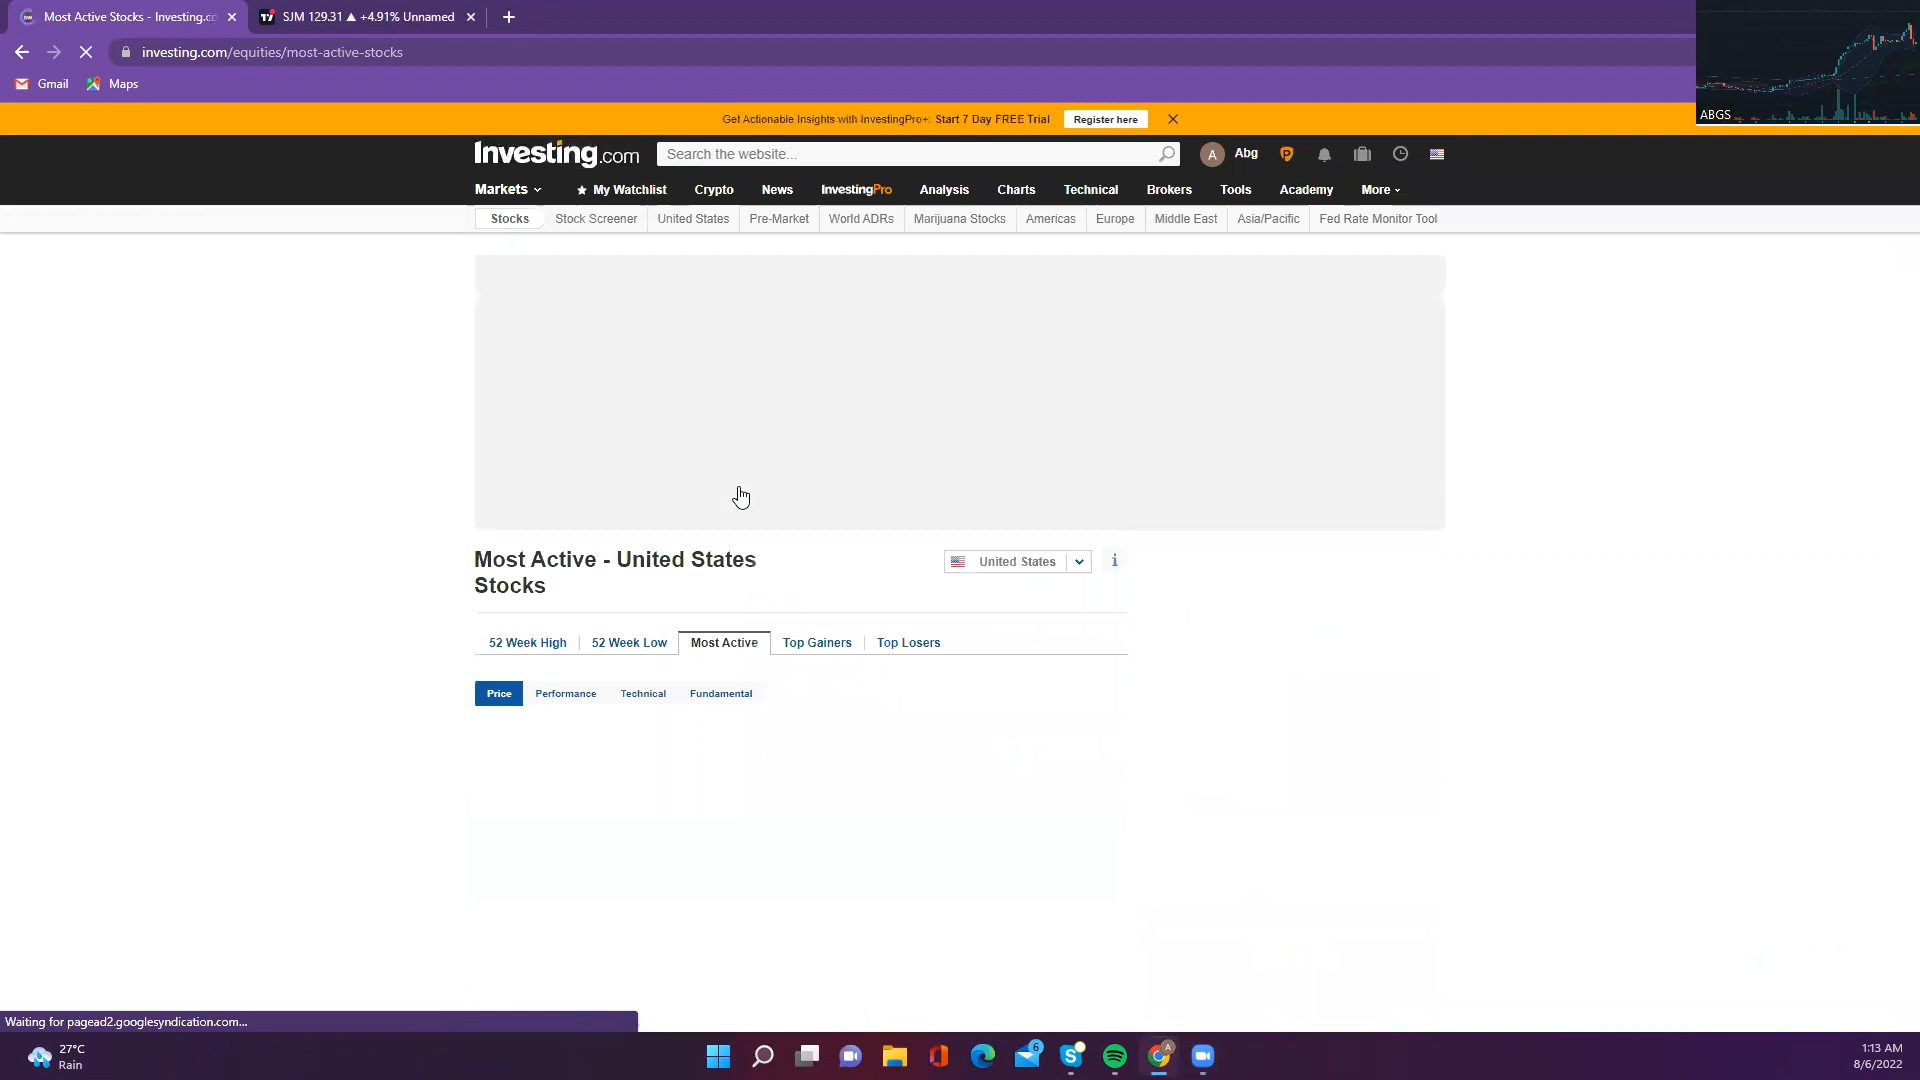 Most Active Stocks - Investing.co
SJM 129.31 ▲ +4.91% Unnamed
investing.com/equities/most-active-stocks
Gmail Maps
ABGS
Get Actionable Insights with InvestingPro+: Start 7 Day FREE Trial Register here
Investing.com Search the website... A Abg
Markets My Watchlist Crypto News InvestingPro Analysis Charts Technical Brokers Tools Academy More
Stocks Stock Screener United States Pre-Market World ADRs Marijuana Stocks Americas Europe Middle East Asia/Pacific Fed Rate Monitor Tool
Most Active - United States
Stocks
United States i
52 Week High 52 Week Low Most Active Top Gainers Top Losers
Price Performance Technical Fundamental
Waiting for pagead2.googlesyndication.com...
27°C
Rain
6
A
1:13 AM
8/6/2022